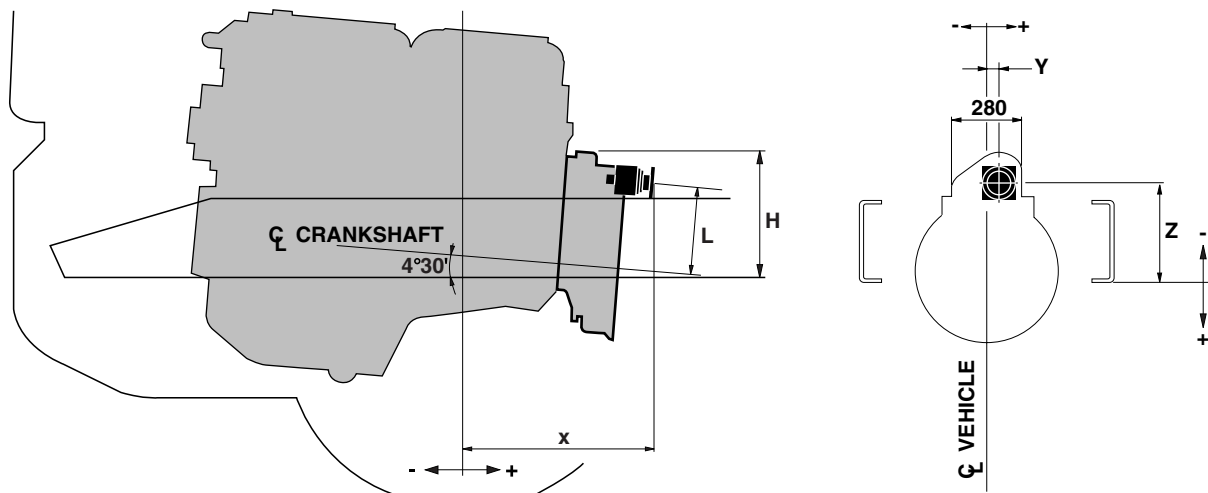 - +
Y
280
H
L
℄ CRANKSHAFT
4°30'
Z
-
+
x
- +
℄ VEHICLE